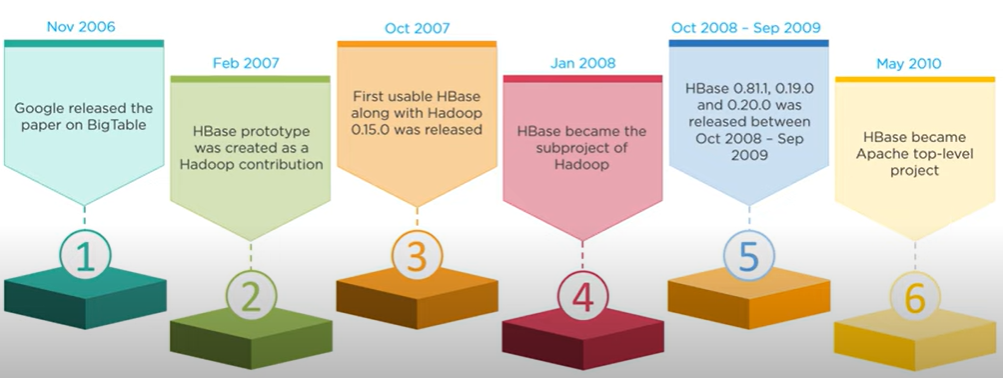 Nov 2006
Google released the
paper on BigTable
1
Feb 2007
HBase prototype
was created as a
Hadoop contribution
2
Oct 2007
First usable HBase
along with Hadoop
0.15.0 was released
3
Jan 2008
HBase became the
subproject of
Hadoop
4
Oct 2008 – Sep 2009
HBase 0.81.1, 0.19.0
and 0.20.0 was
released between
Oct 2008 – Sep
2009
5
May 2010
HBase became
Apache top-level
project
6